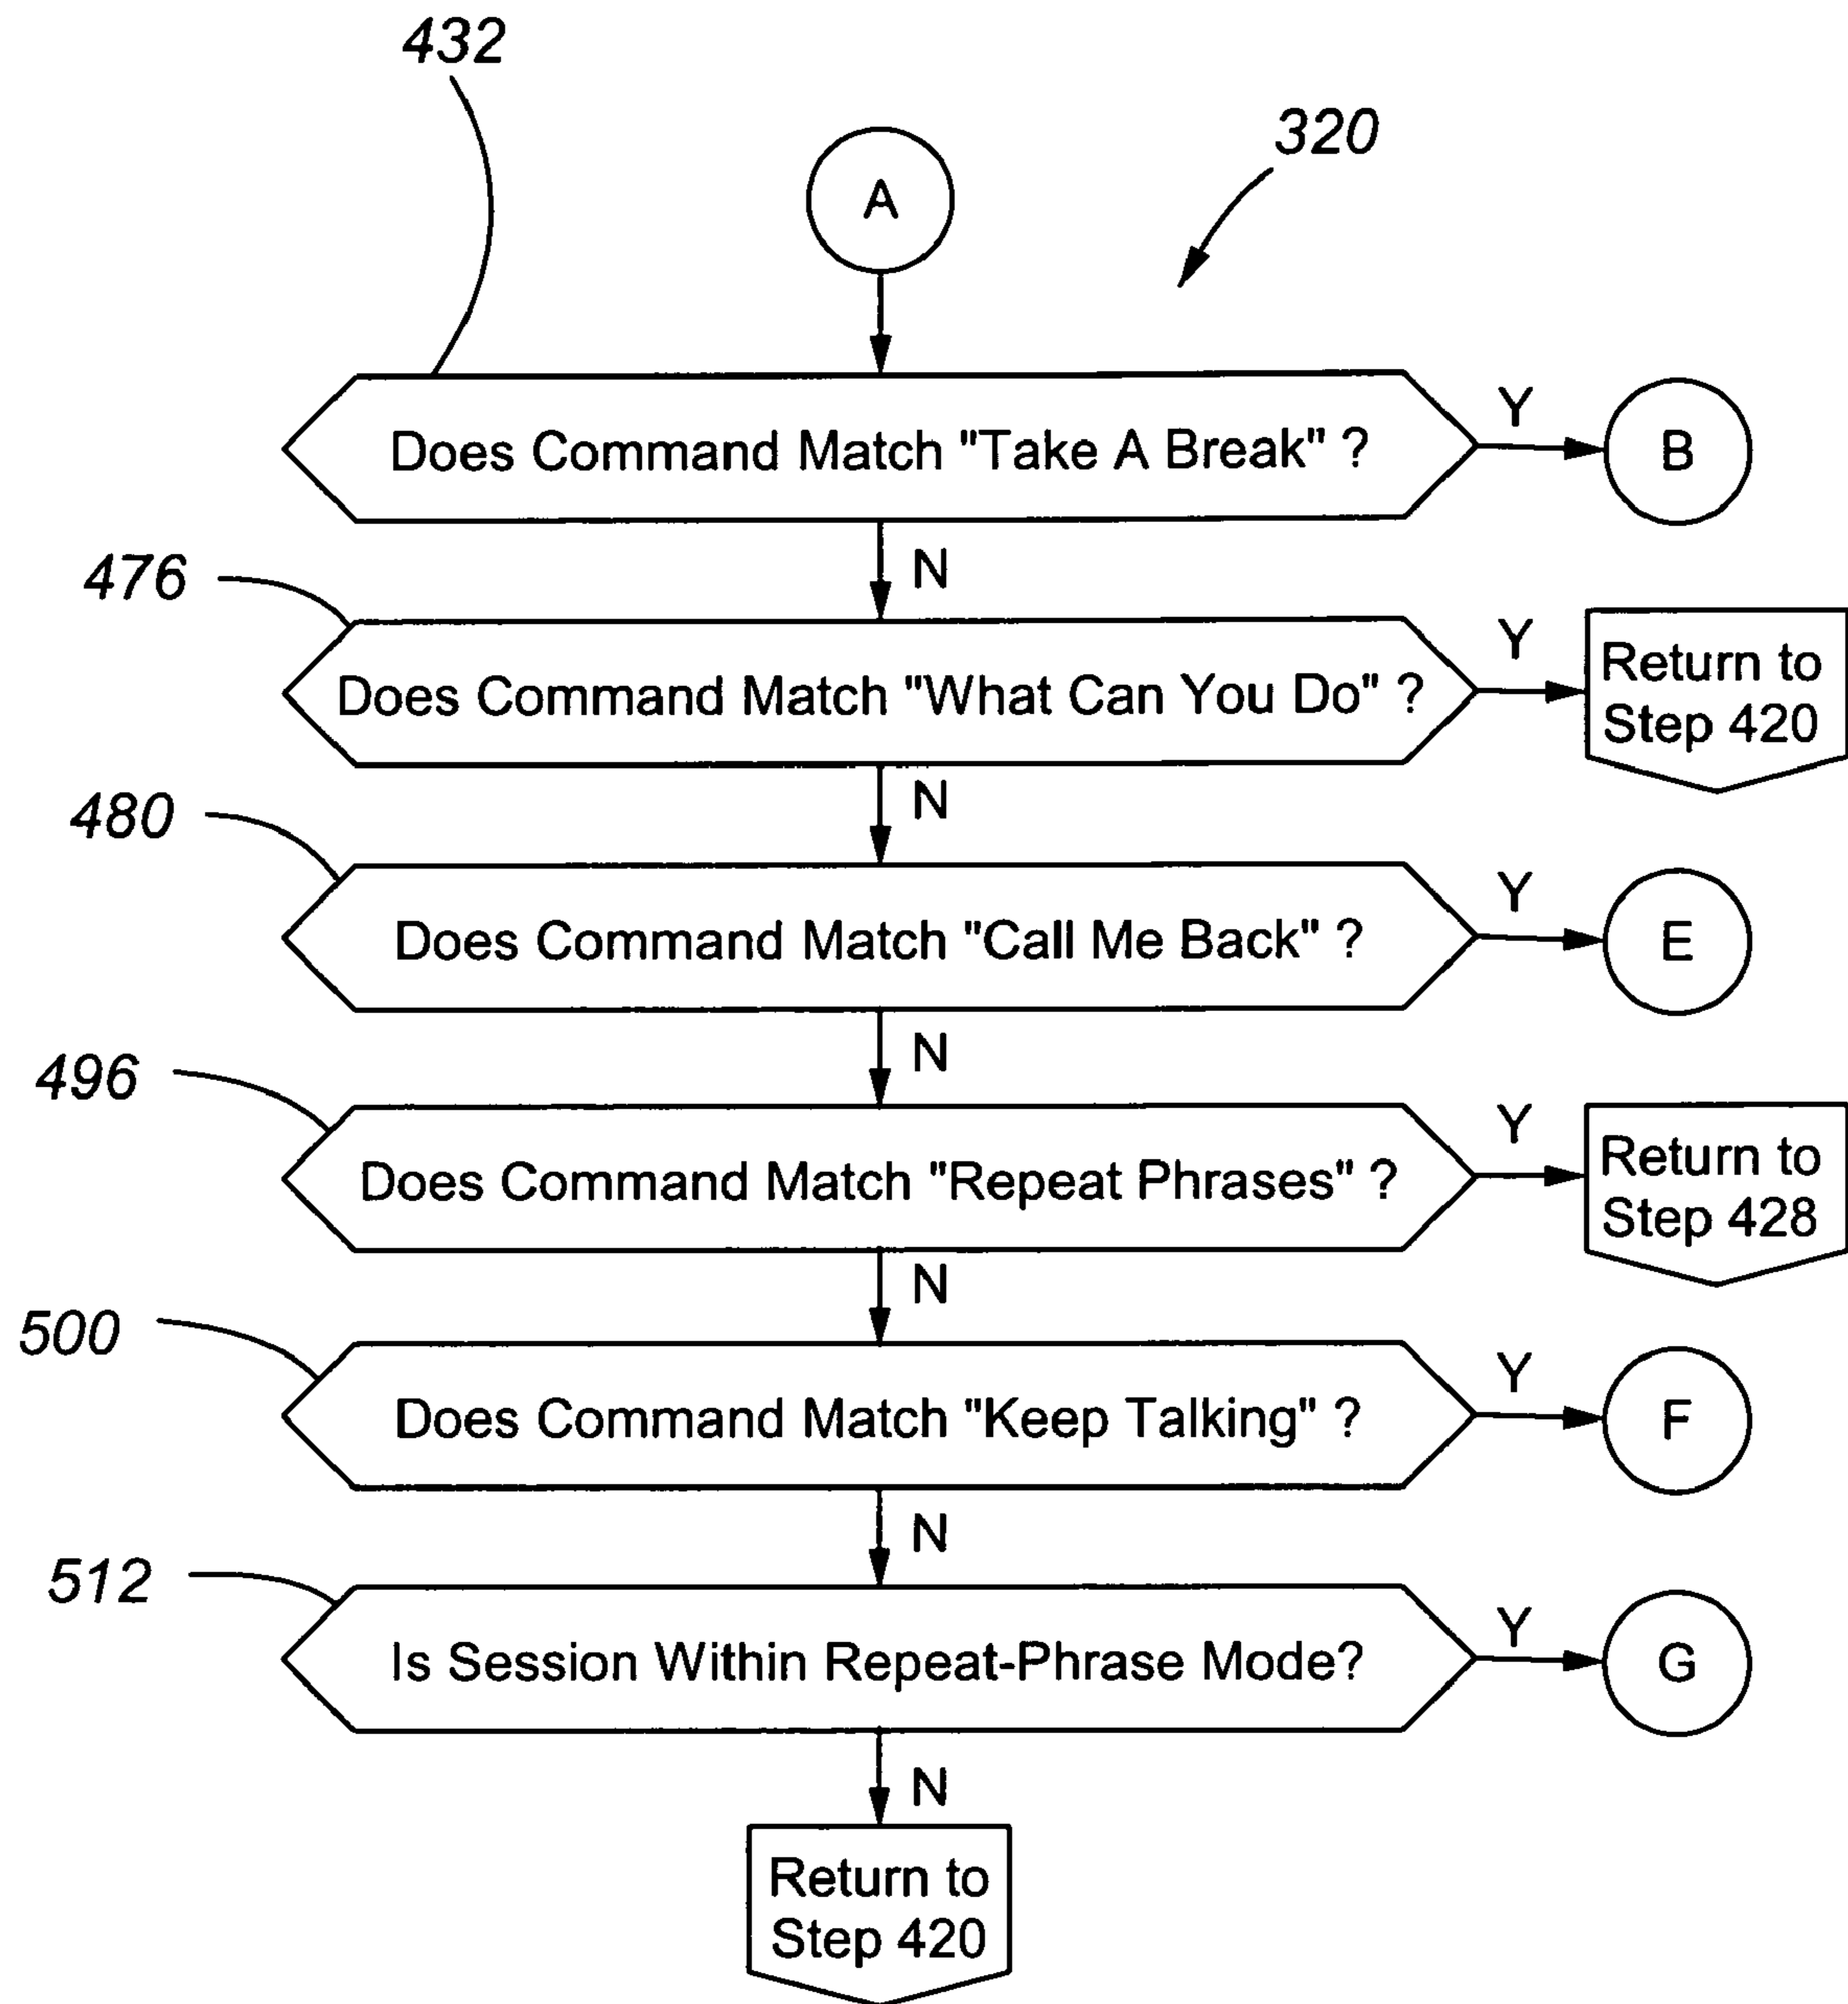 432
320
A
Does Command Match "Take A Break" ?
Y
B
N
476
Does Command Match "What Can You Do" ?
Y
Return to
Step 420
N
480
Does Command Match "Call Me Back" ?
Y
E
N
496
Does Command Match "Repeat Phrases" ?
Y
Return to
Step 428
N
500
Does Command Match "Keep Talking" ?
Y
F
N
512
Is Session Within Repeat-Phrase Mode?
Y
G
N
Return to
Step 420